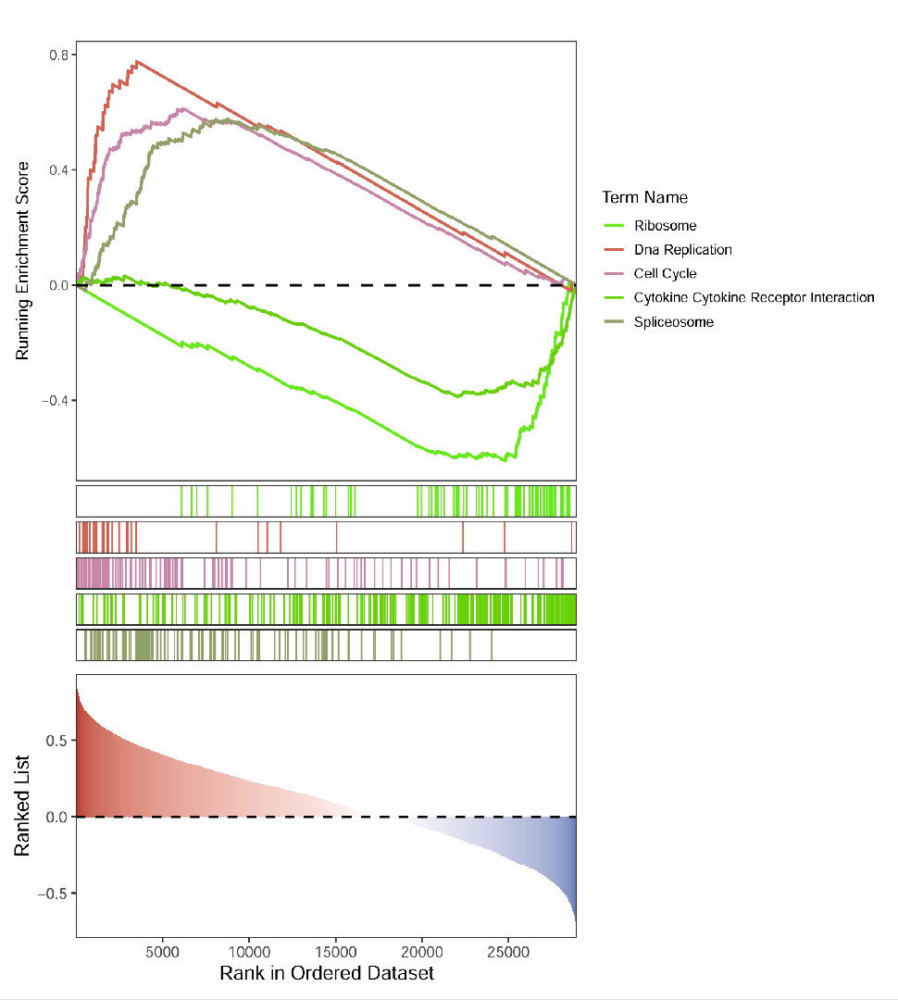 0.8
0.4
0.0
−0.4
Running Enrichment Score
Term Name
Ribosome
Dna Replication
Cell Cycle
Cytokine Cytokine Receptor Interaction
Spliceosome
0.5
0.0
−0.5
Ranked List
5000 10000 15000 20000 25000
Rank in Ordered Dataset